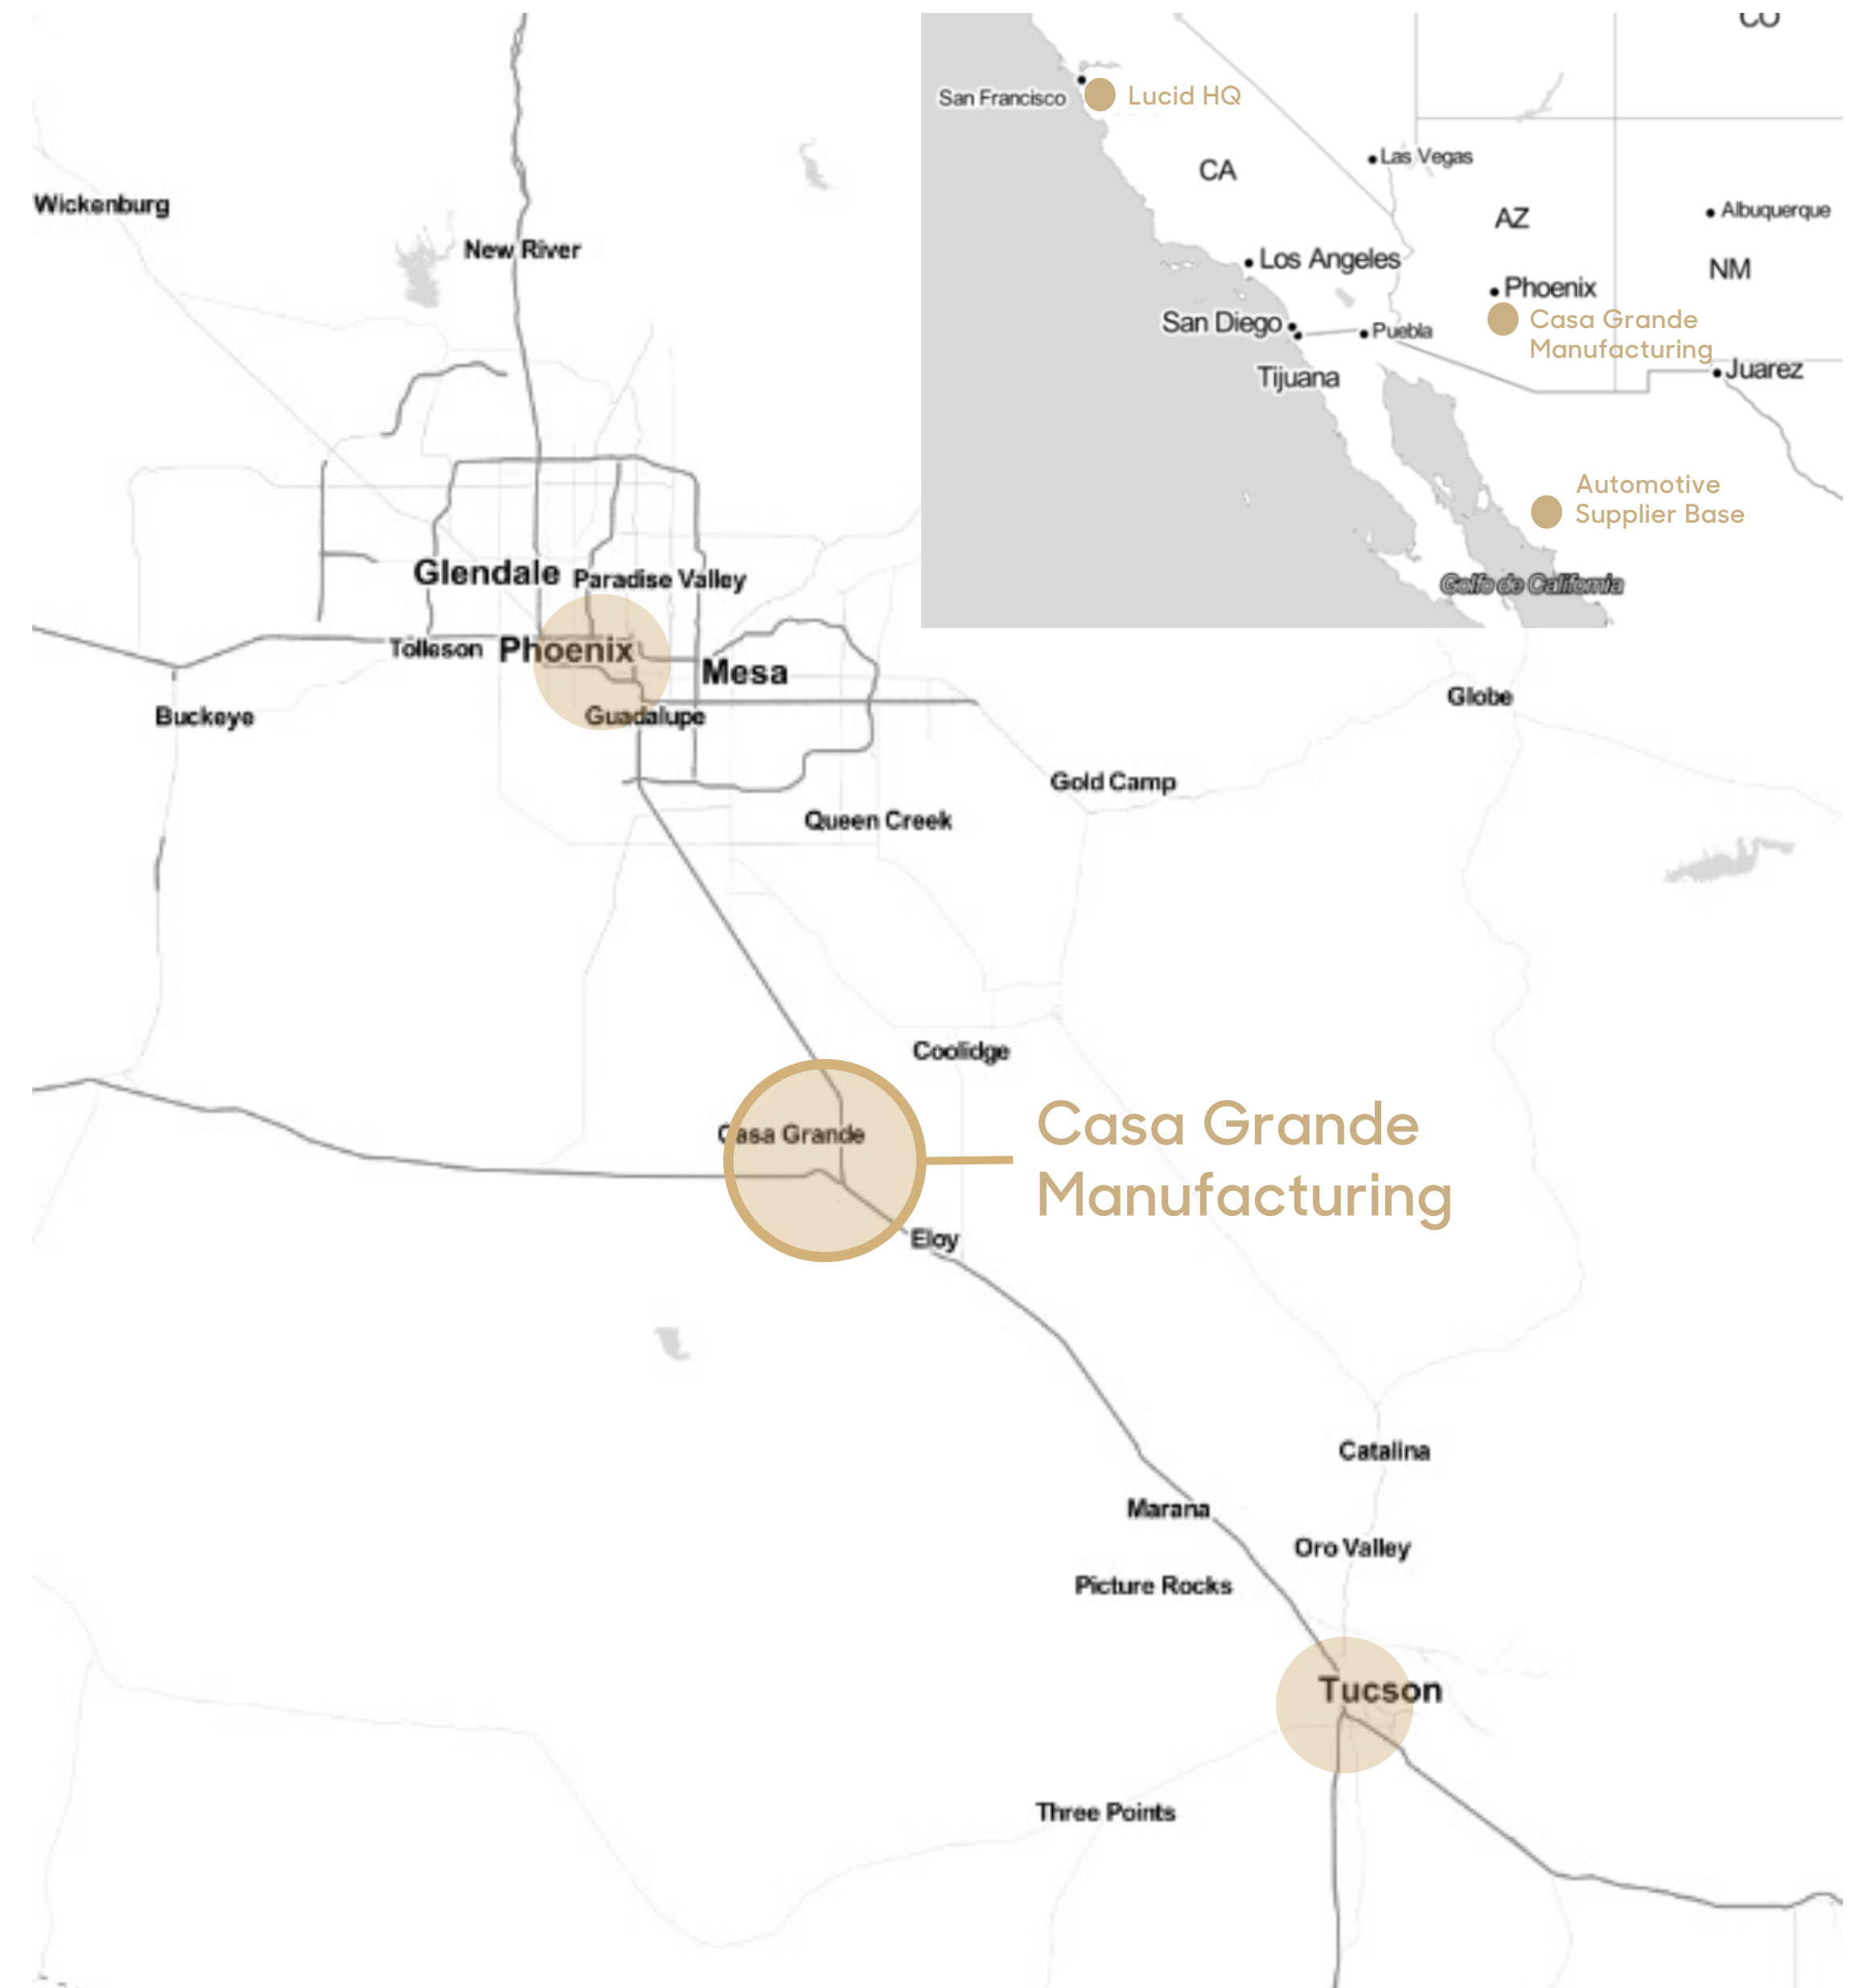 CO
San Francisco
Lucid HQ
CA
Las Vegas
AZ
Albuquerque
NM
Los Angeles
Phoenix
San Diego
Puebla
Casa Grande
Manufacturing
Juarez
Tijuana
Automotive
Supplier Base
Golfo de California
Wickenburg
New River
Glendale
Paradise Valley
Tolleson
Phoenix
Mesa
Buckeye
Guadalupe
Globe
Gold Camp
Queen Creek
Coolidge
Casa Grande
Casa Grande
Manufacturing
Eloy
Catalina
Marana
Oro Valley
Picture Rocks
Tucson
Three Points